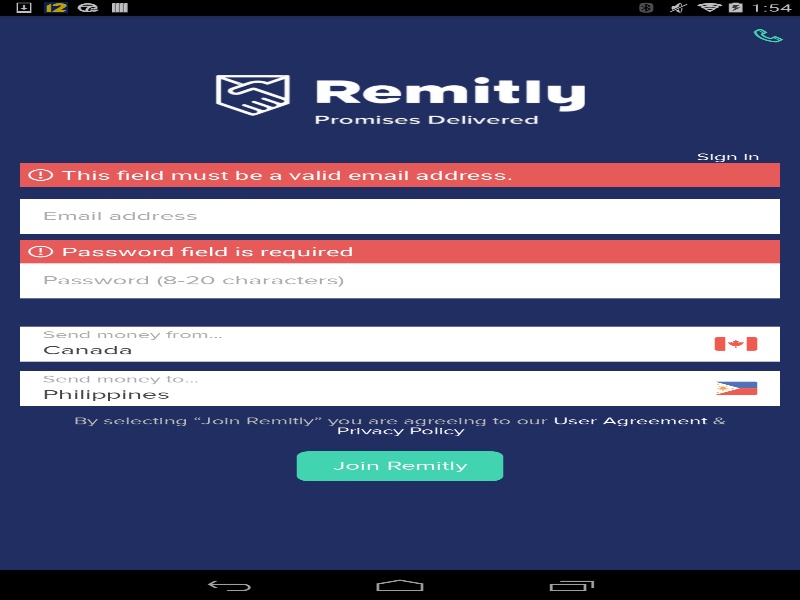 12
1:54
Remitly
Promises Delivered
Sign in
This field must be a valid email address.
Email address
Password field is required
Password (8-20 characters)
Send money from...
Canada
Send money to...
Philippines
By selecting “Join Remitly” you are agreeing to our User Agreement &
Privacy Policy
Join Remitly